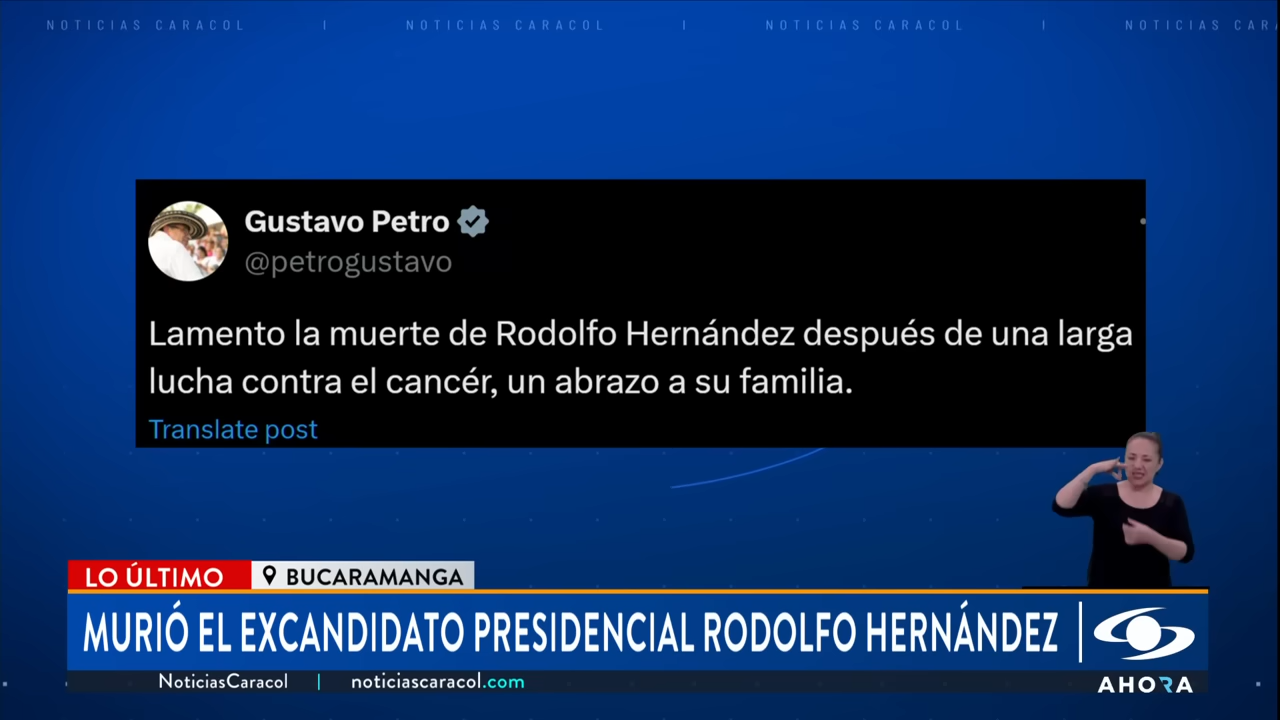 NOTICIAS CARACOL | NOTICIAS CARACOL | NOTICIAS CARACOL | NOTICIAS CAR
Gustavo Petro
@petrogustavo
Lamento la muerte de Rodolfo Hernández después de una larga
lucha contra el cancér, un abrazo a su familia.
Translate post
LO ÚLTIMO BUCARAMANGA
MURIÓ EL EXCANDIDATO PRESIDENCIAL RODOLFO HERNÁNDEZ
NoticiasCaracol | noticiascaracol.com
AHORA